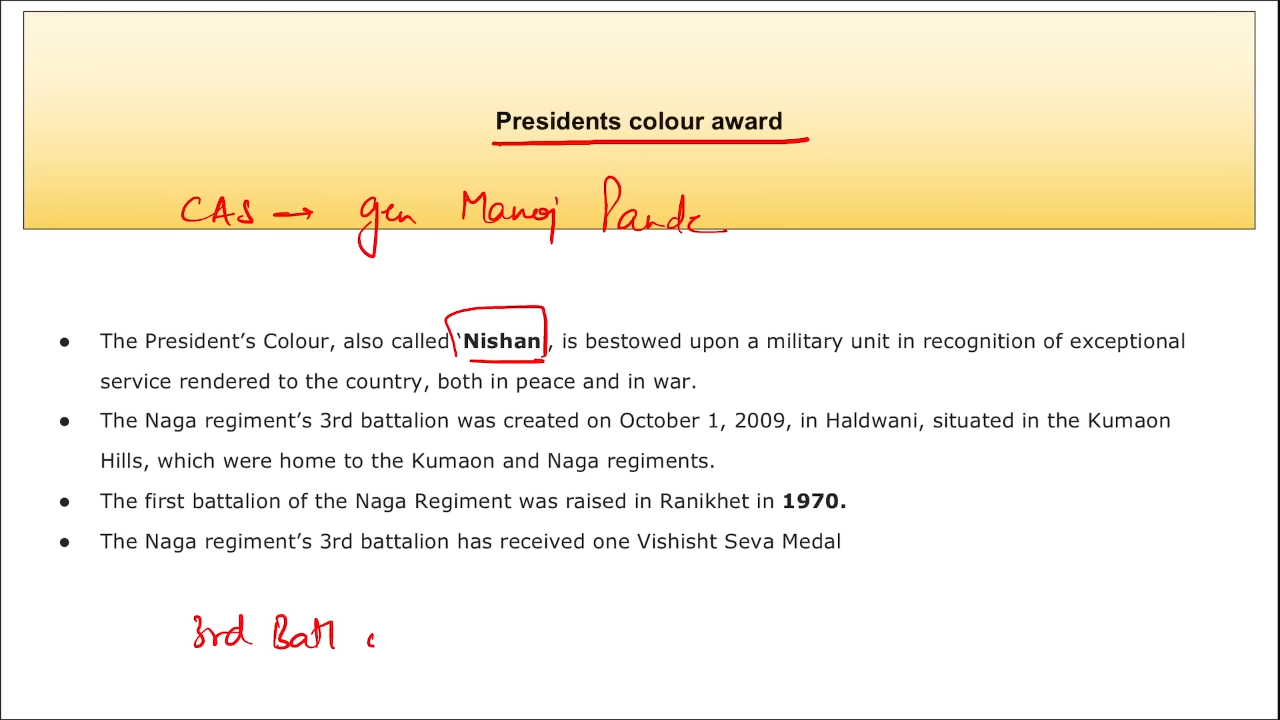 Presidents colour award
CAS → gen Manoj Pande
● The President’s Colour, also called ‘Nishan’, is bestowed upon a military unit in recognition of exceptional
service rendered to the country, both in peace and in war.
● The Naga regiment’s 3rd battalion was created on October 1, 2009, in Haldwani, situated in the Kumaon
Hills, which were home to the Kumaon and Naga regiments.
● The first battalion of the Naga Regiment was raised in Ranikhet in 1970.
● The Naga regiment’s 3rd battalion has received one Vishisht Seva Medal
3rd Batl